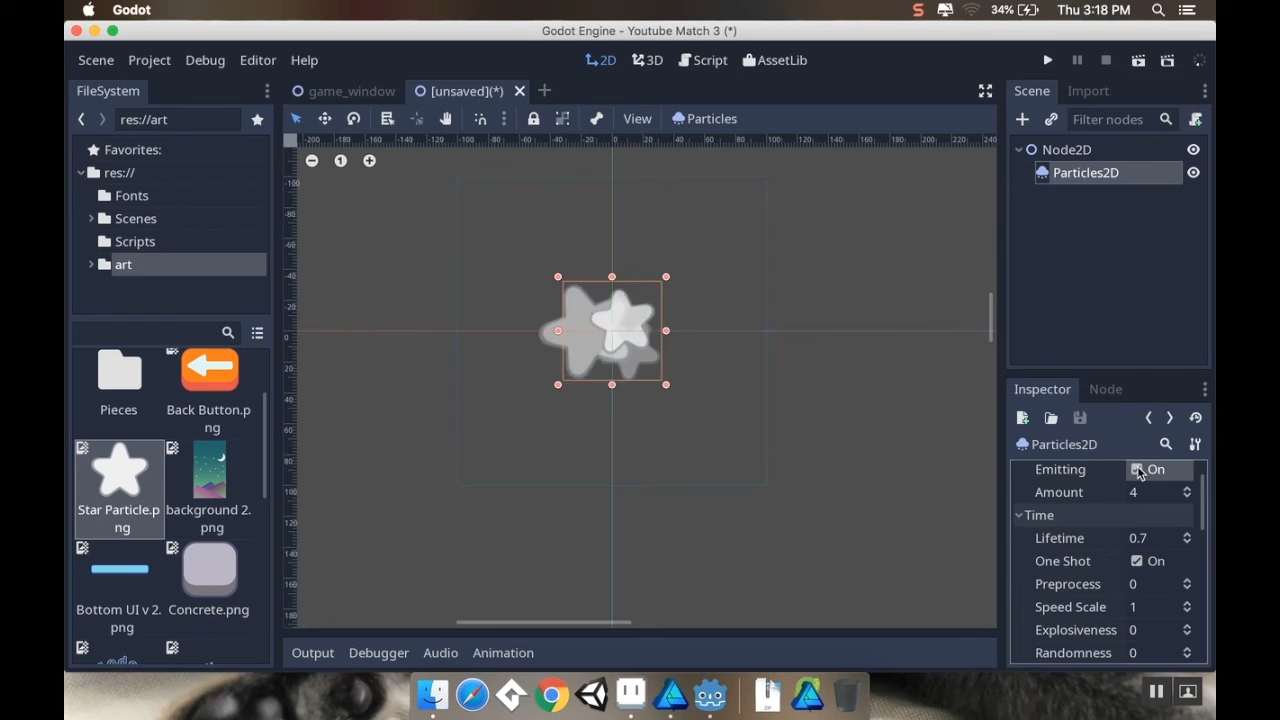 Godot
34%
Thu 3:18 PM
Godot Engine - Youtube Match 3 (*)
Scene Project Debug Editor Help
2D 3D Script AssetLib
FileSystem
game_window
[unsaved](*)
Scene Import
res://art
View
Particles
Filter nodes
Favorites:
res://
Fonts
Scenes
Scripts
art
Node2D
Particles2D
Pieces
Back Button.p
ng
Star Particle.p
ng
background 2.
png
Bottom UI v 2.
png
Concrete.png
Inspector Node
Particles2D
Emitting On
Amount 4
Time
Lifetime 0.7
One Shot On
Preprocess 0
Speed Scale 1
Explosiveness 0
Randomness 0
Output Debugger Audio Animation